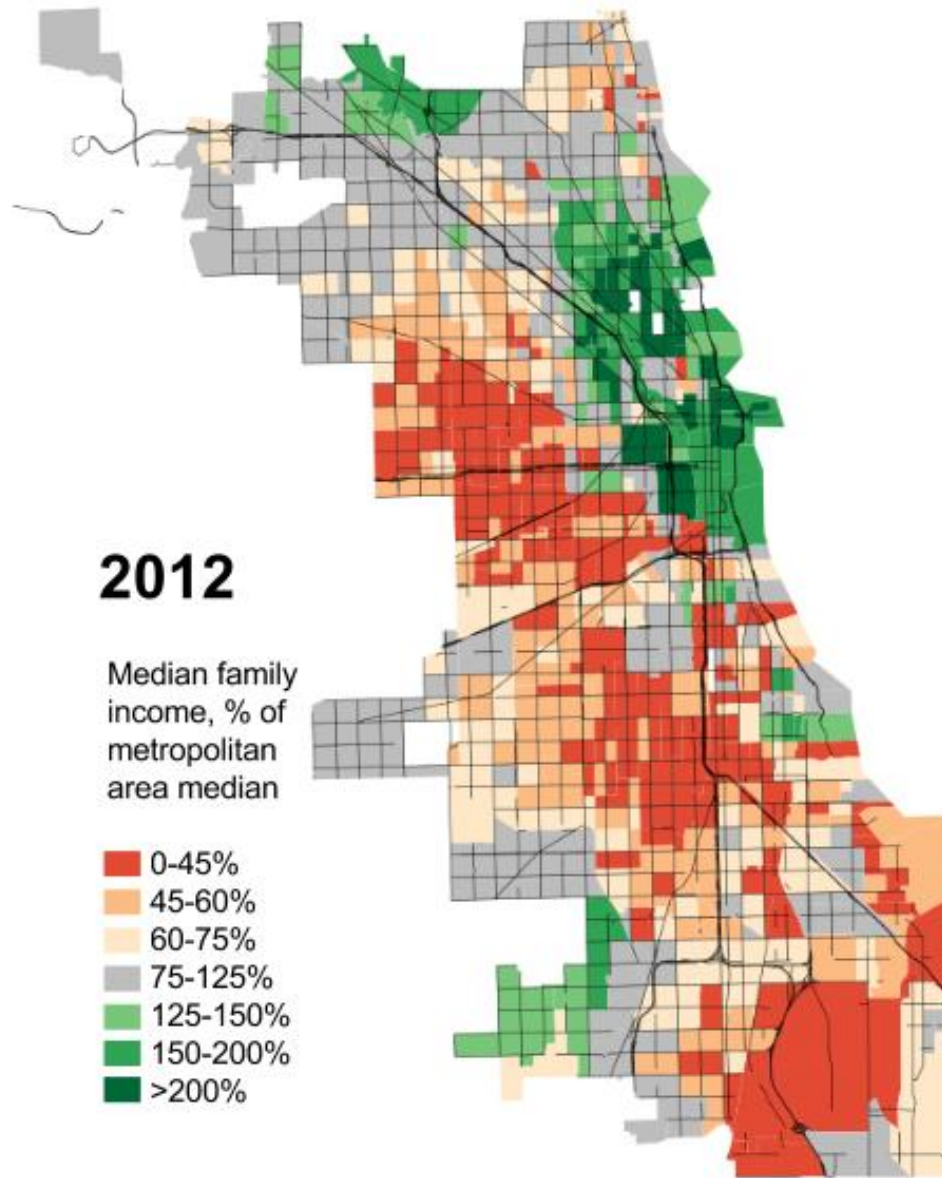 2012
Median family
income, % of
metropolitan
area median
0-45%
45-60%
60-75%
75-125%
125-150%
150-200%
>200%